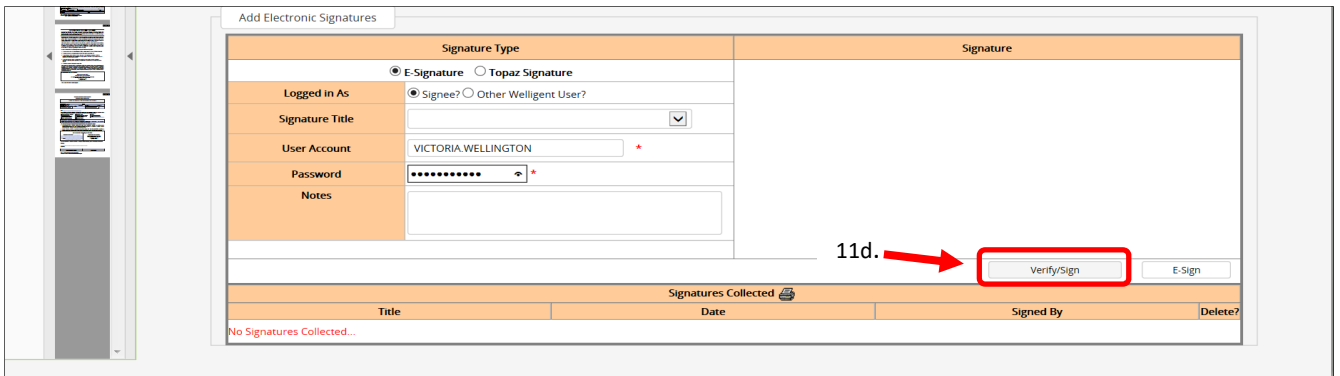 Add Electronic Signatures
Signature Type Signature
E-Signature Topaz Signature
Logged in As Signee? Other Welligent User?
Signature Title
User Account VICTORIA.WELLINGTON *
Password ••••••••••• *
Notes
11d.
Verify/Sign E-Sign
Signatures Collected
Title Date Signed By Delete?
No Signatures Collected...